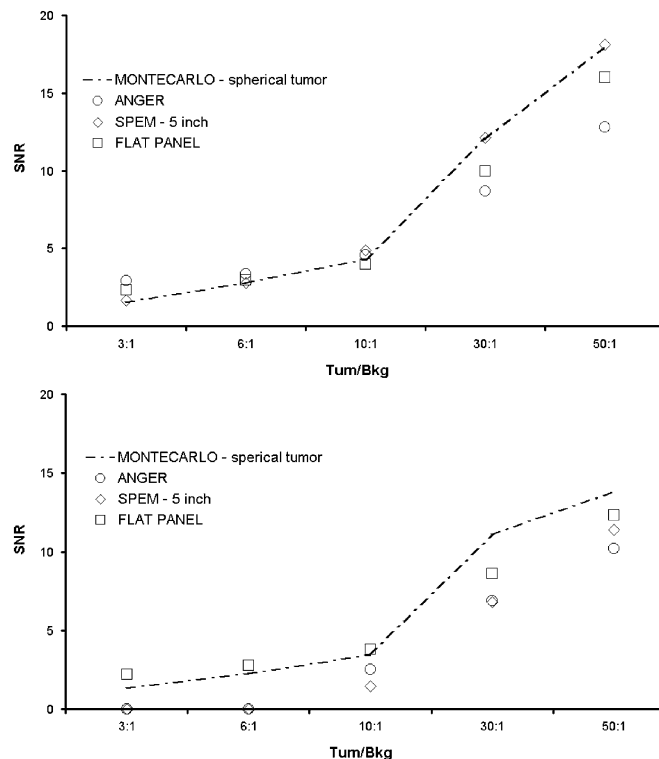 20
MONTECARLO - spherical tumor
ANGER
15
SPEM - 5 inch
FLAT PANEL
SNR
10
5
0
3:1 6:1 10:1 30:1 50:1
Tum/Bkg
20
MONTECARLO - sperical tumor
15
ANGER
SPEM - 5 inch
FLAT PANEL
SNR
10
5
0
3:1 6:1 10:1 30:1 50:1
Tum/Bkg